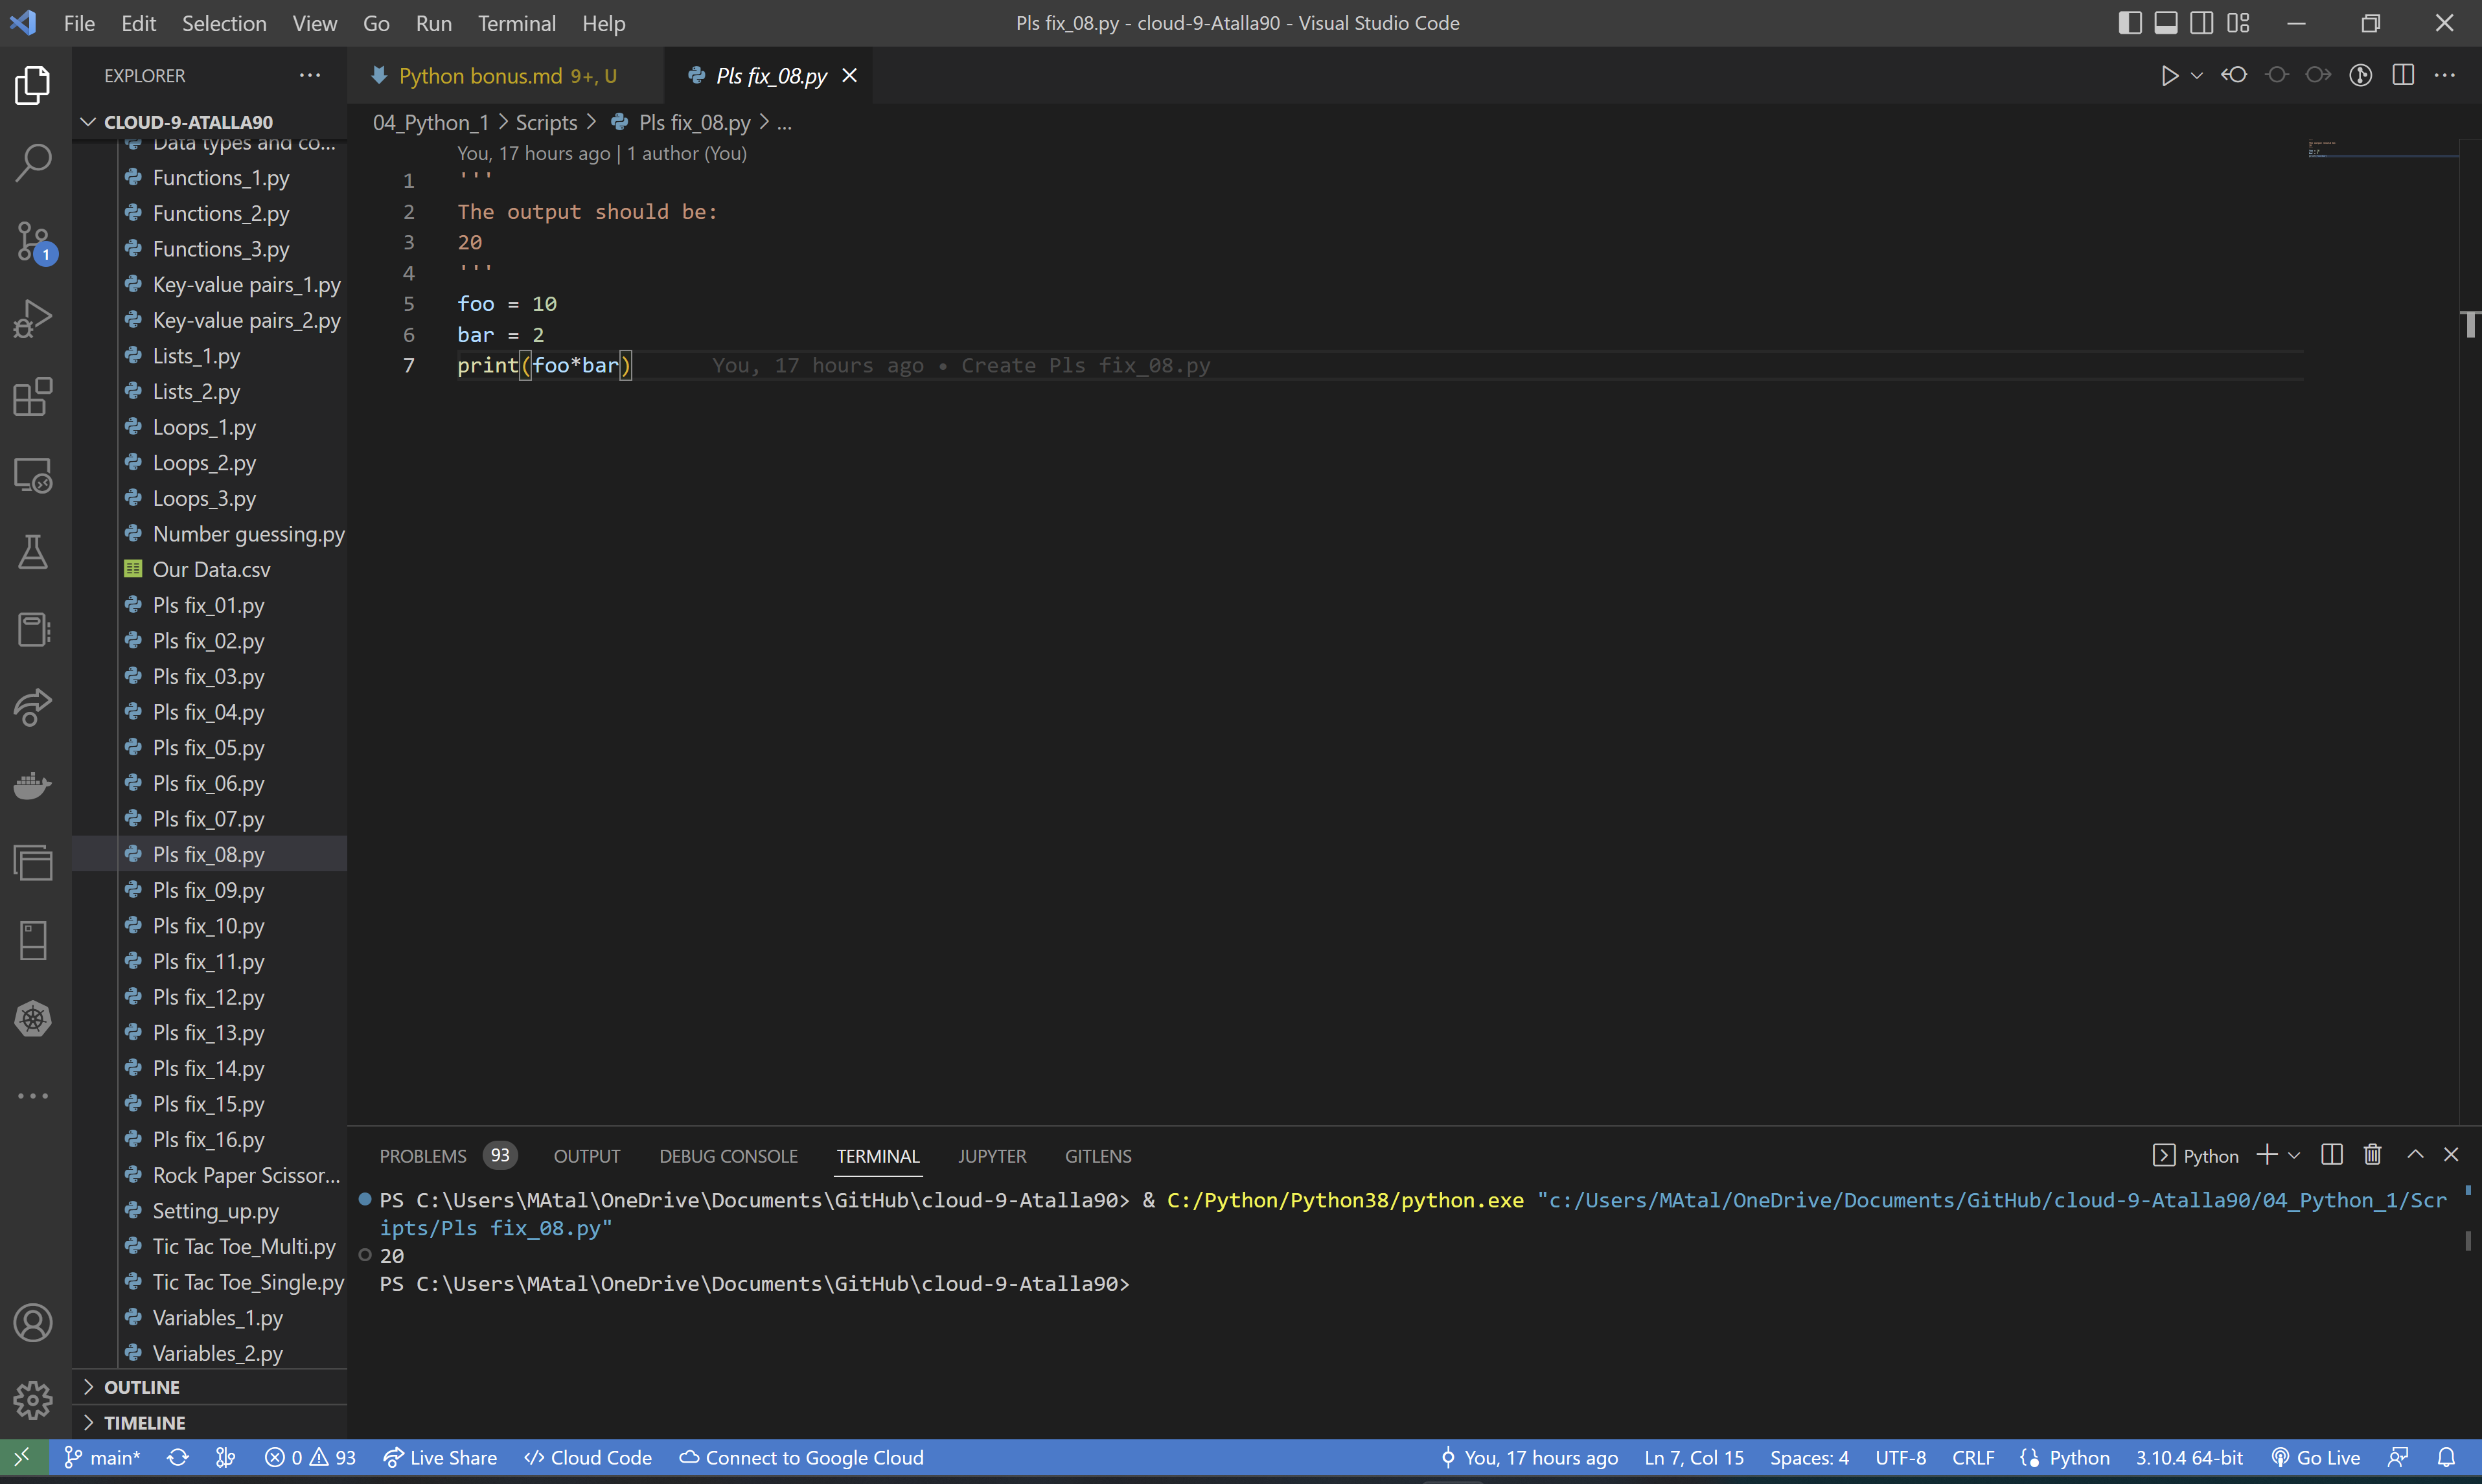 File Edit Selection View Go Run Terminal Help
Pls fix_08.py - cloud-9-Atalla90 - Visual Studio Code
EXPLORER
Python bonus.md 9+, U
Pls fix_08.py
CLOUD-9-ATALLA90
Data types and co...
Functions_1.py
Functions_2.py
Functions_3.py
Key-value pairs_1.py
Key-value pairs_2.py
Lists_1.py
Lists_2.py
Loops_1.py
Loops_2.py
Loops_3.py
Number guessing.py
Our Data.csv
Pls fix_01.py
Pls fix_02.py
Pls fix_03.py
Pls fix_04.py
Pls fix_05.py
Pls fix_06.py
Pls fix_07.py
Pls fix_08.py
Pls fix_09.py
Pls fix_10.py
Pls fix_11.py
Pls fix_12.py
Pls fix_13.py
Pls fix_14.py
Pls fix_15.py
Pls fix_16.py
Rock Paper Scissor...
Setting_up.py
Tic Tac Toe_Multi.py
Tic Tac Toe_Single.py
Variables_1.py
Variables_2.py
OUTLINE
TIMELINE
1
04_Python_1 > Scripts > Pls fix_08.py > ...
You, 17 hours ago | 1 author (You)
1 '''
2 The output should be:
3 20
4 '''
5 foo = 10
6 bar = 2
7 print(foo*bar) You, 17 hours ago • Create Pls fix_08.py
PROBLEMS 93 OUTPUT DEBUG CONSOLE TERMINAL JUPYTER GITLENS
Python
PS C:\Users\MAtal\OneDrive\Documents\GitHub\cloud-9-Atalla90> & C:/Python/Python38/python.exe "c:/Users/MAtal/OneDrive/Documents/GitHub/cloud-9-Atalla90/04_Python_1/Scr
ipts/Pls fix_08.py"
20
PS C:\Users\MAtal\OneDrive\Documents\GitHub\cloud-9-Atalla90>
main* 0 93 Live Share Cloud Code Connect to Google Cloud You, 17 hours ago Ln 7, Col 15 Spaces: 4 UTF-8 CRLF Python 3.10.4 64-bit Go Live